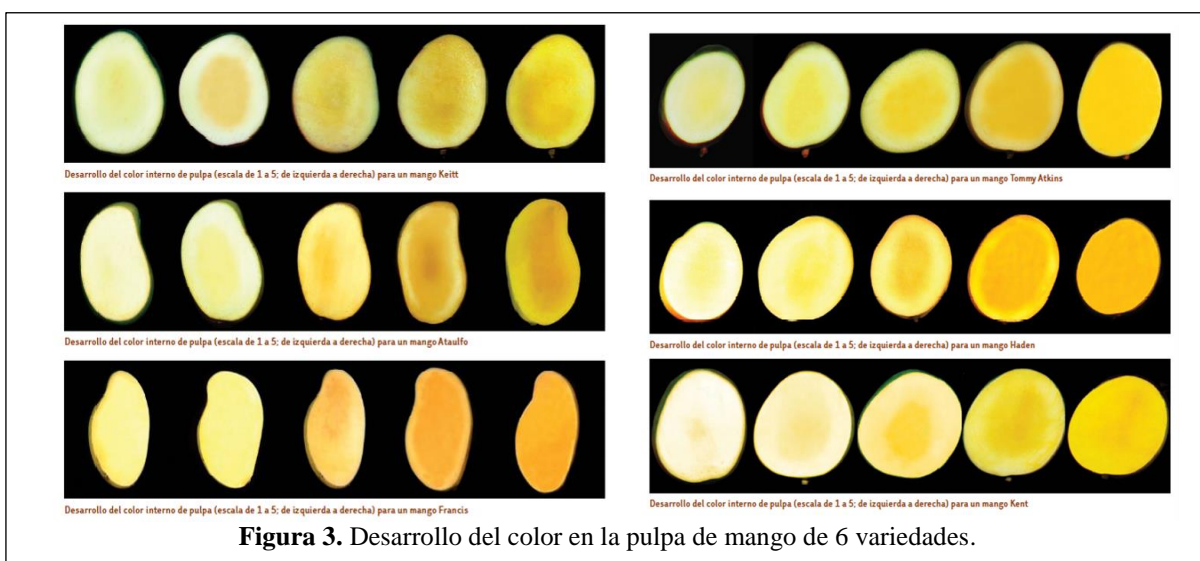 Desarrollo del color interno de pulpa (escala de 1 a 5; de izquierda a derecha) para un mango Keitt
Desarrollo del color interno de pulpa (escala de 1 a 5; de izquierda a derecha) para un mango Ataulfo
Desarrollo del color interno de pulpa (escala de 1 a 5; de izquierda a derecha) para un mango Francis
Desarrollo del color interno de pulpa (escala de 1 a 5; de izquierda a derecha) para un mango Tommy Atkins
Desarrollo del color interno de pulpa (escala de 1 a 5; de izquierda a derecha) para un mango Haden
Desarrollo del color interno de pulpa (escala de 1 a 5; de izquierda a derecha) para un mango Kent
Figura 3. Desarrollo del color en la pulpa de mango de 6 variedades.